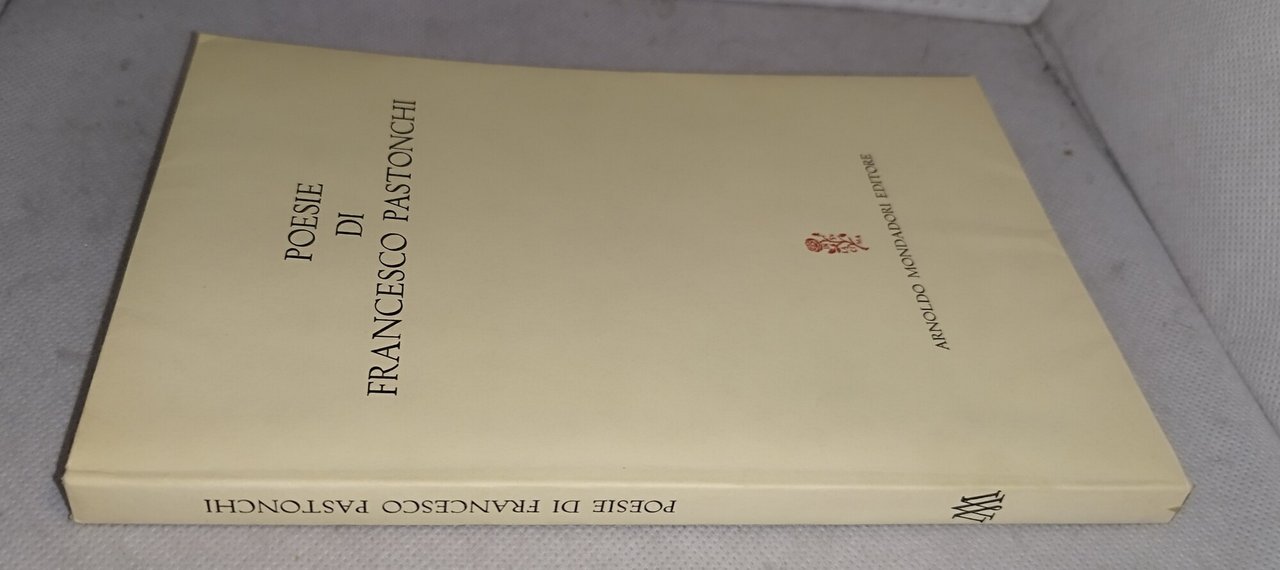 POESIE
DI
FRANCESCO PASTONCHI
ARNOLDO MONDADORI EDITORE
POESIE DI FRANCESCO PASTONCHI